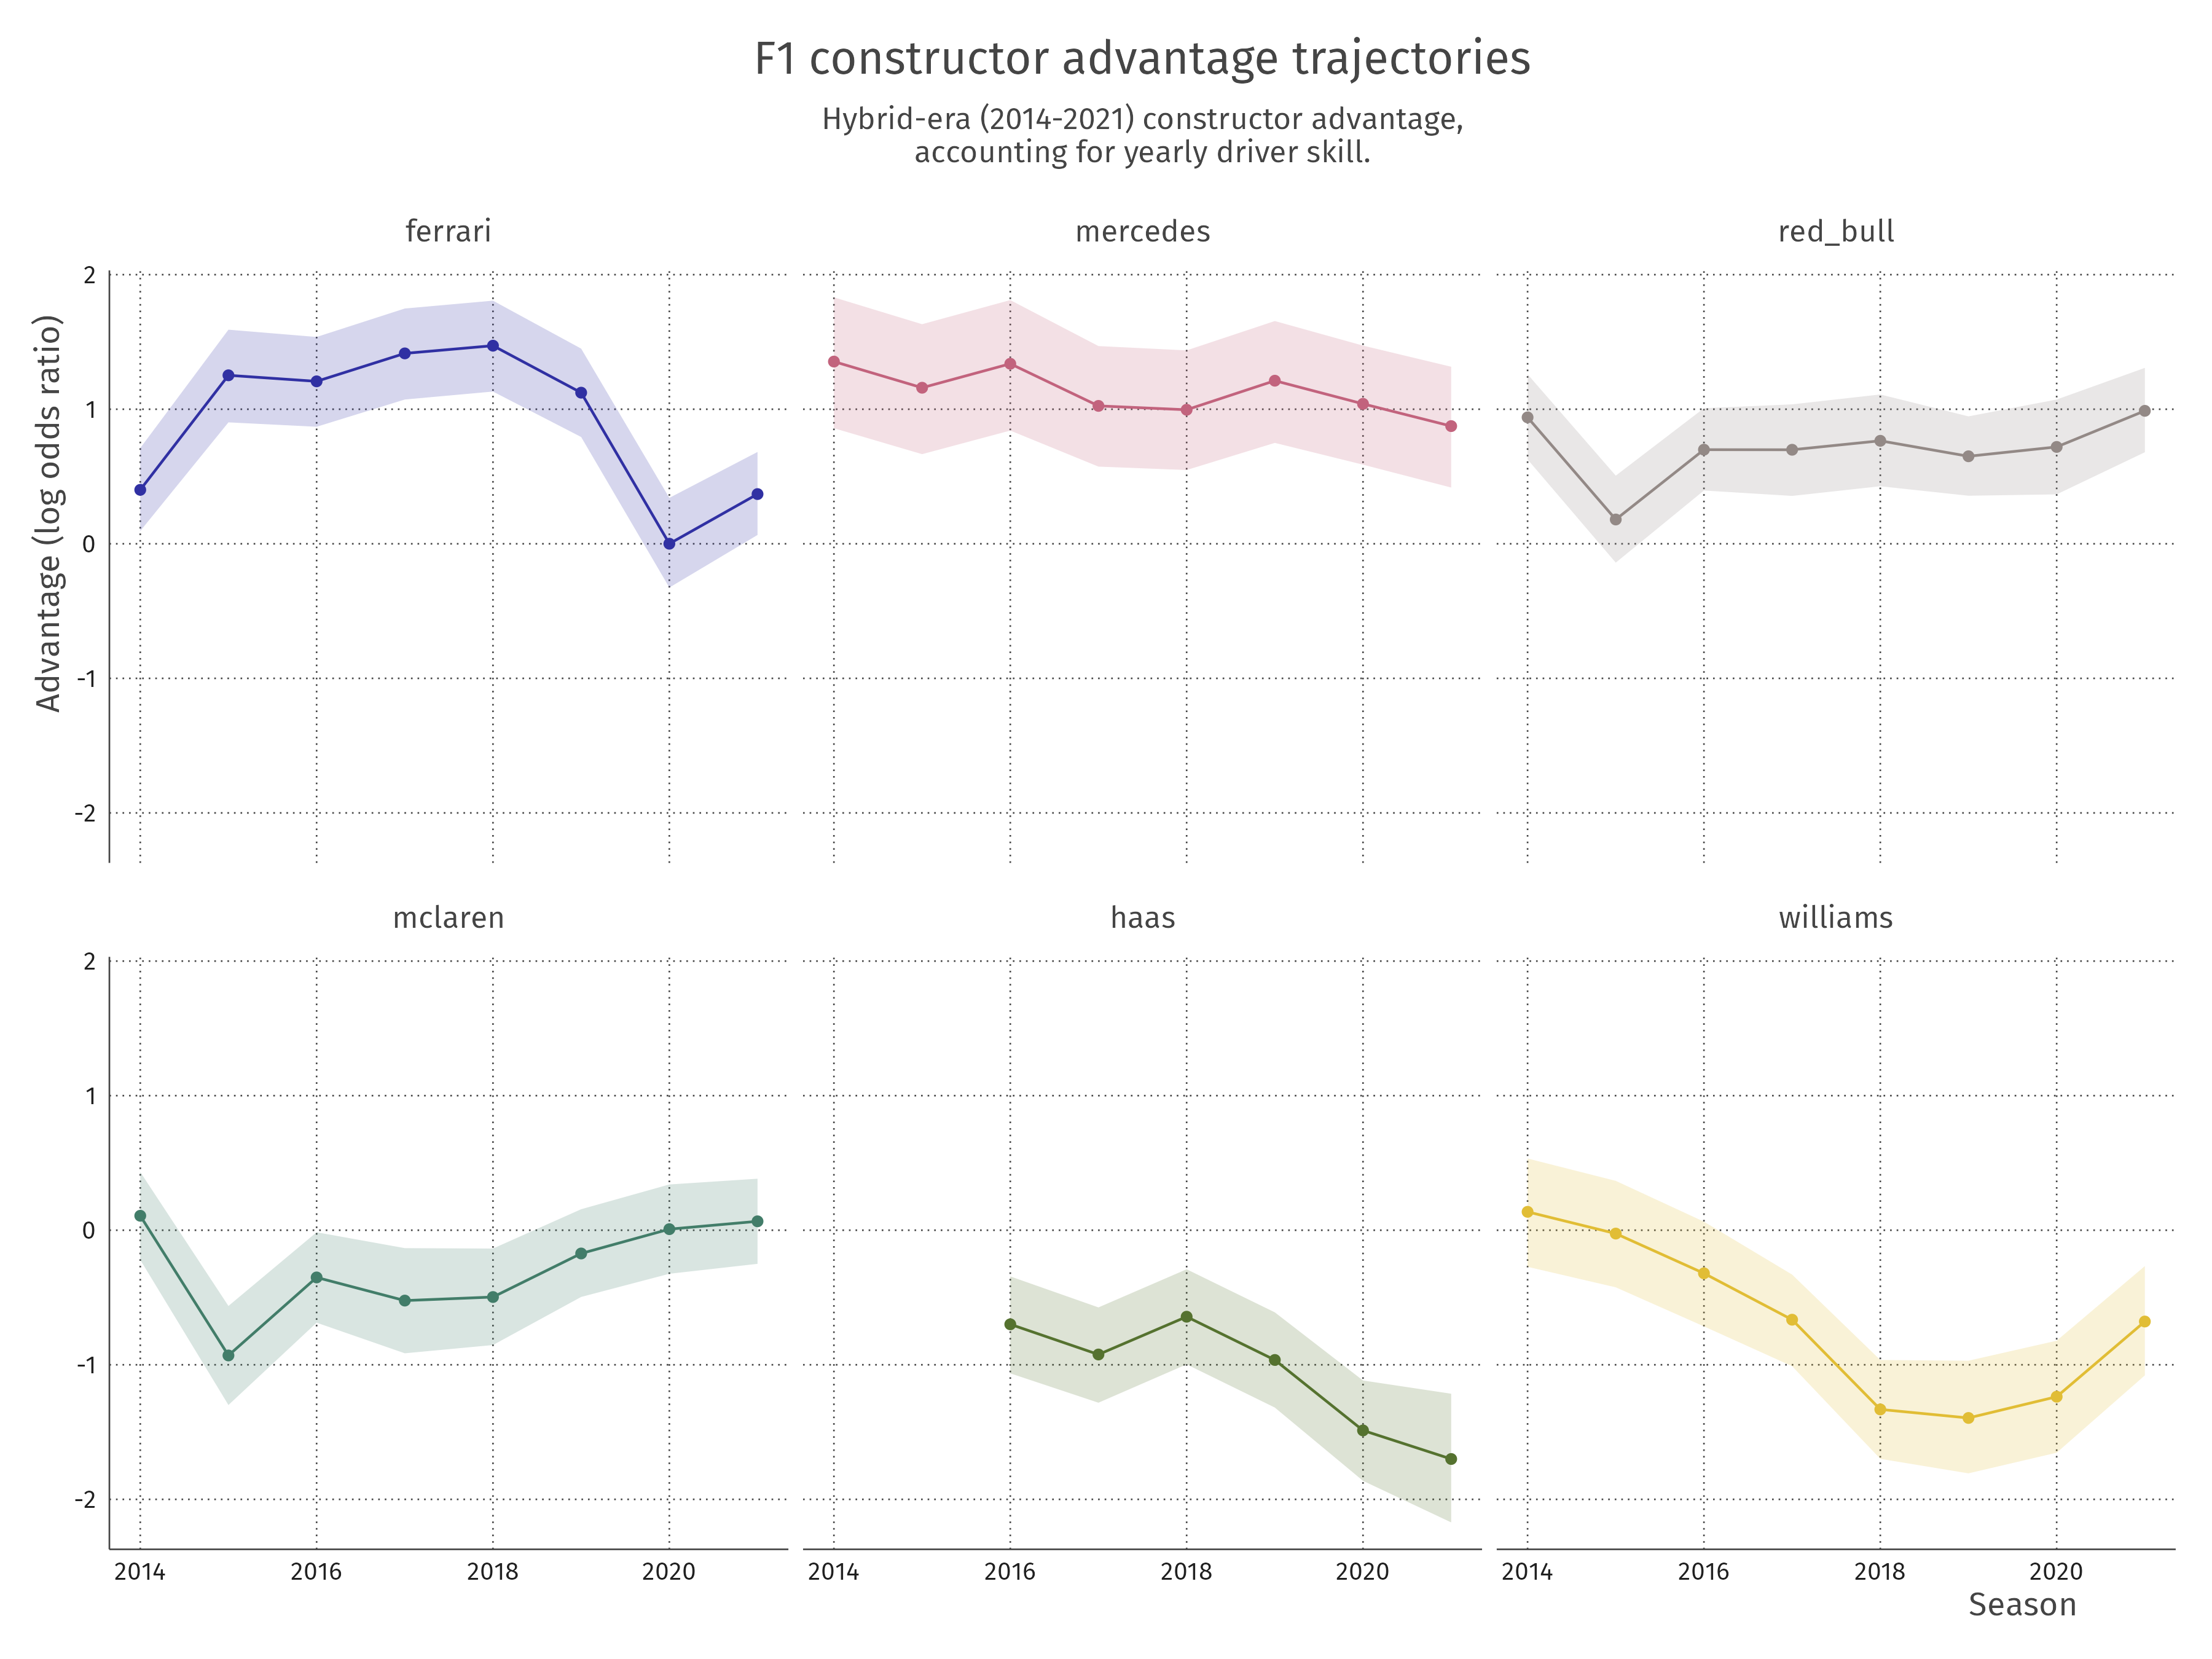 F1 constructor advantage trajectories
Hybrid-era (2014-2021) constructor advantage,
accounting for yearly driver skill.
ferrari
mercedes
red_bull
Advantage (log odds ratio)
2
1
0
-1
-2
mclaren
haas
williams
2
1
0
-1
-2
2014 2016 2018 2020
2014 2016 2018 2020
2014 2016 2018 2020
Season